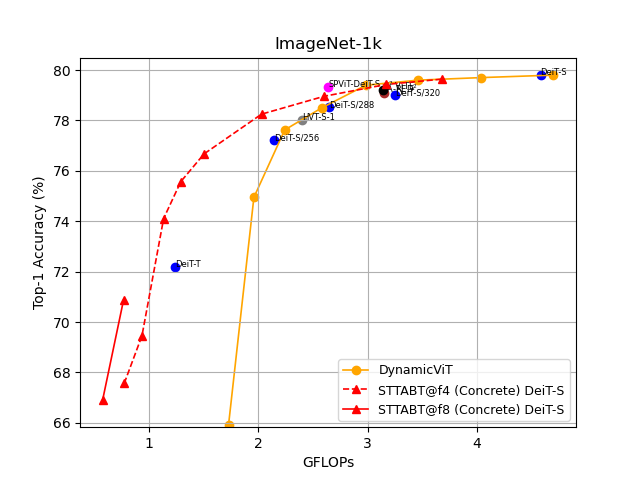 ImageNet-1k
80
78
76
74
72
70
68
66
Top-1 Accuracy (%)
DeiT-S
SPViT-DeiT-S
DeiT-S/320
DeiT-S/288
HVT-S-1
DeiT-S/256
DeiT-T
DynamicViT
STTABT@f4 (Concrete) DeiT-S
STTABT@f8 (Concrete) DeiT-S
1
2
3
4
GFLOPs